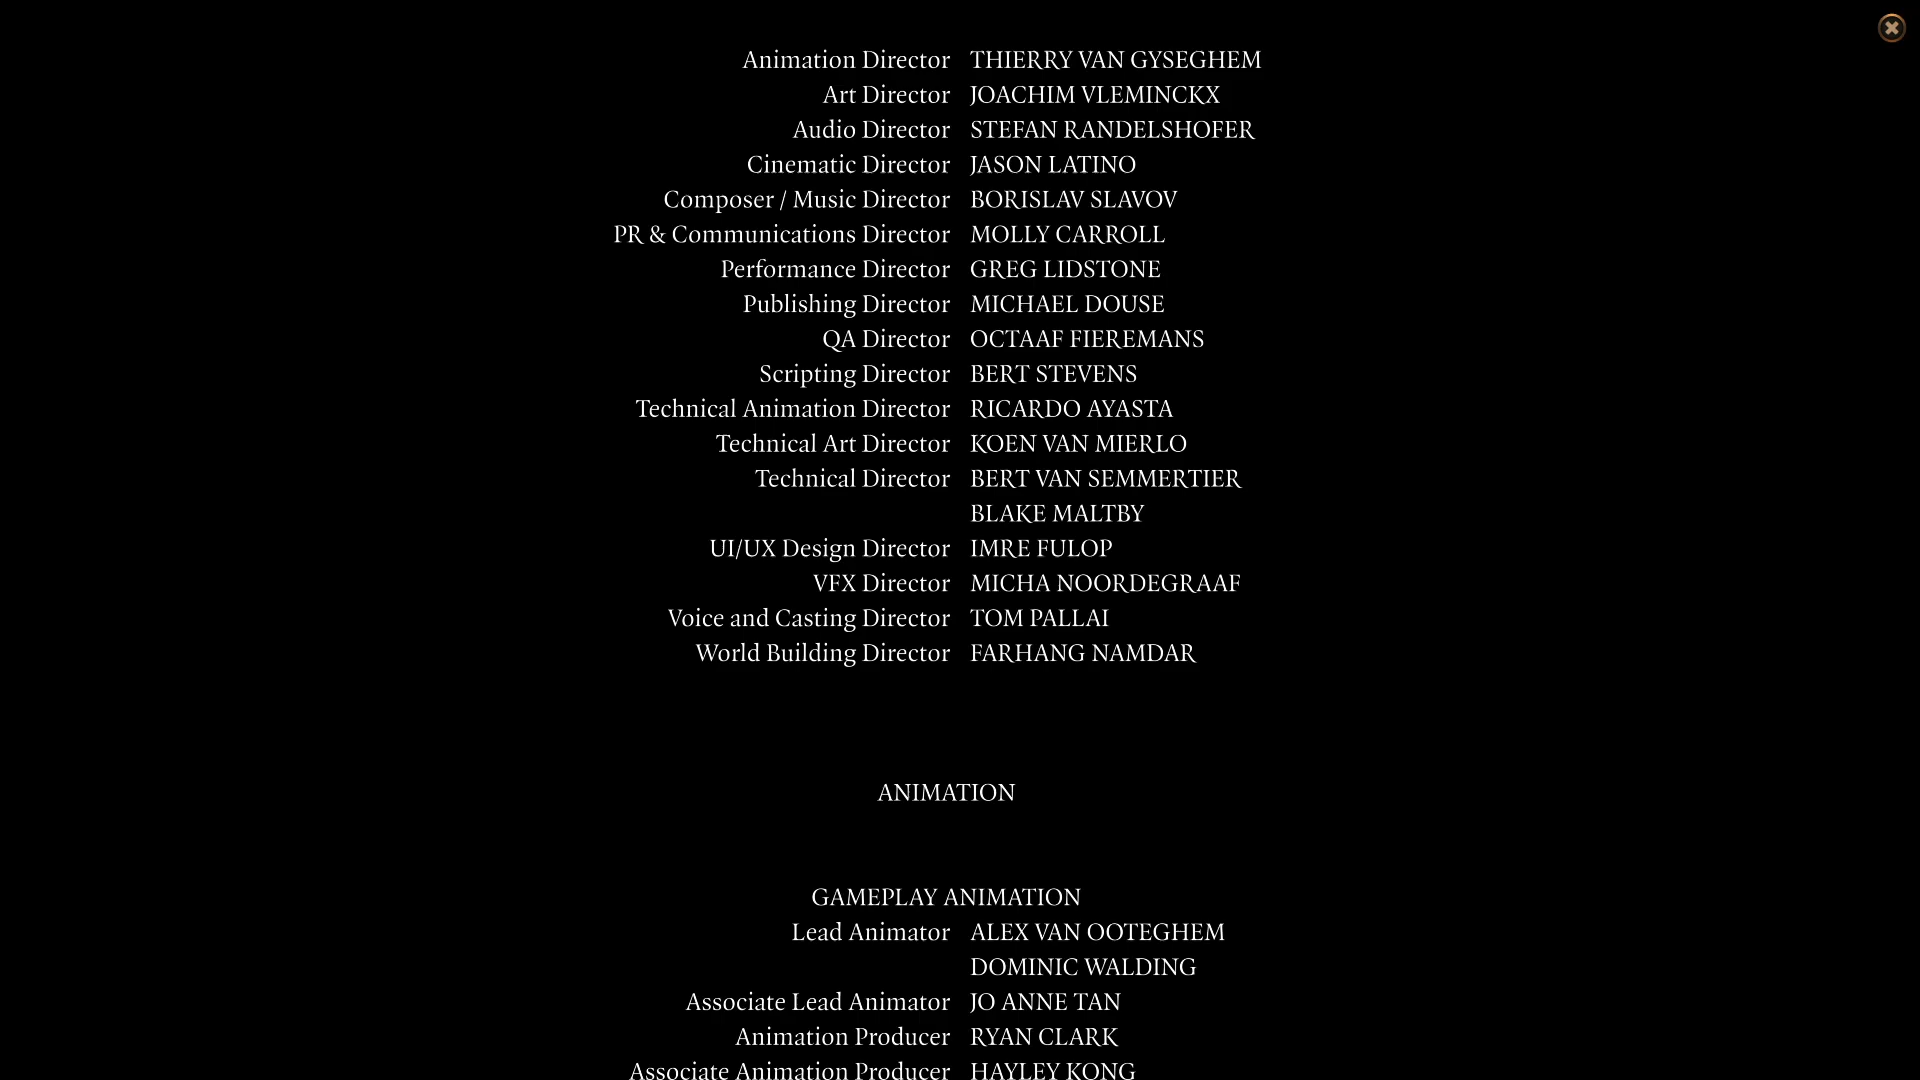 Animation Director THIERRY VAN GYSEGHEM
Art Director JOACHIM VLEMINCKX
Audio Director STEFAN RANDELSHOFER
Cinematic Director JASON LATINO
Composer / Music Director BORISLAV SLAVOV
PR & Communications Director MOLLY CARROLL
Performance Director GREG LIDSTONE
Publishing Director MICHAEL DOUSE
QA Director OCTAAF FIEREMANS
Scripting Director BERT STEVENS
Technical Animation Director RICARDO AYASTA
Technical Art Director KOEN VAN MIERLO
Technical Director BERT VAN SEMMERTIER
BLAKE MALTBY
UI/UX Design Director IMRE FULOP
VFX Director MICHA NOORDEGRAAF
Voice and Casting Director TOM PALLAI
World Building Director FARHANG NAMDAR
ANIMATION
GAMEPLAY ANIMATION
Lead Animator ALEX VAN OOTEGHEM
DOMINIC WALDING
Associate Lead Animator JO ANNE TAN
Animation Producer RYAN CLARK
Associate Animation Producer HAYLEY KONG